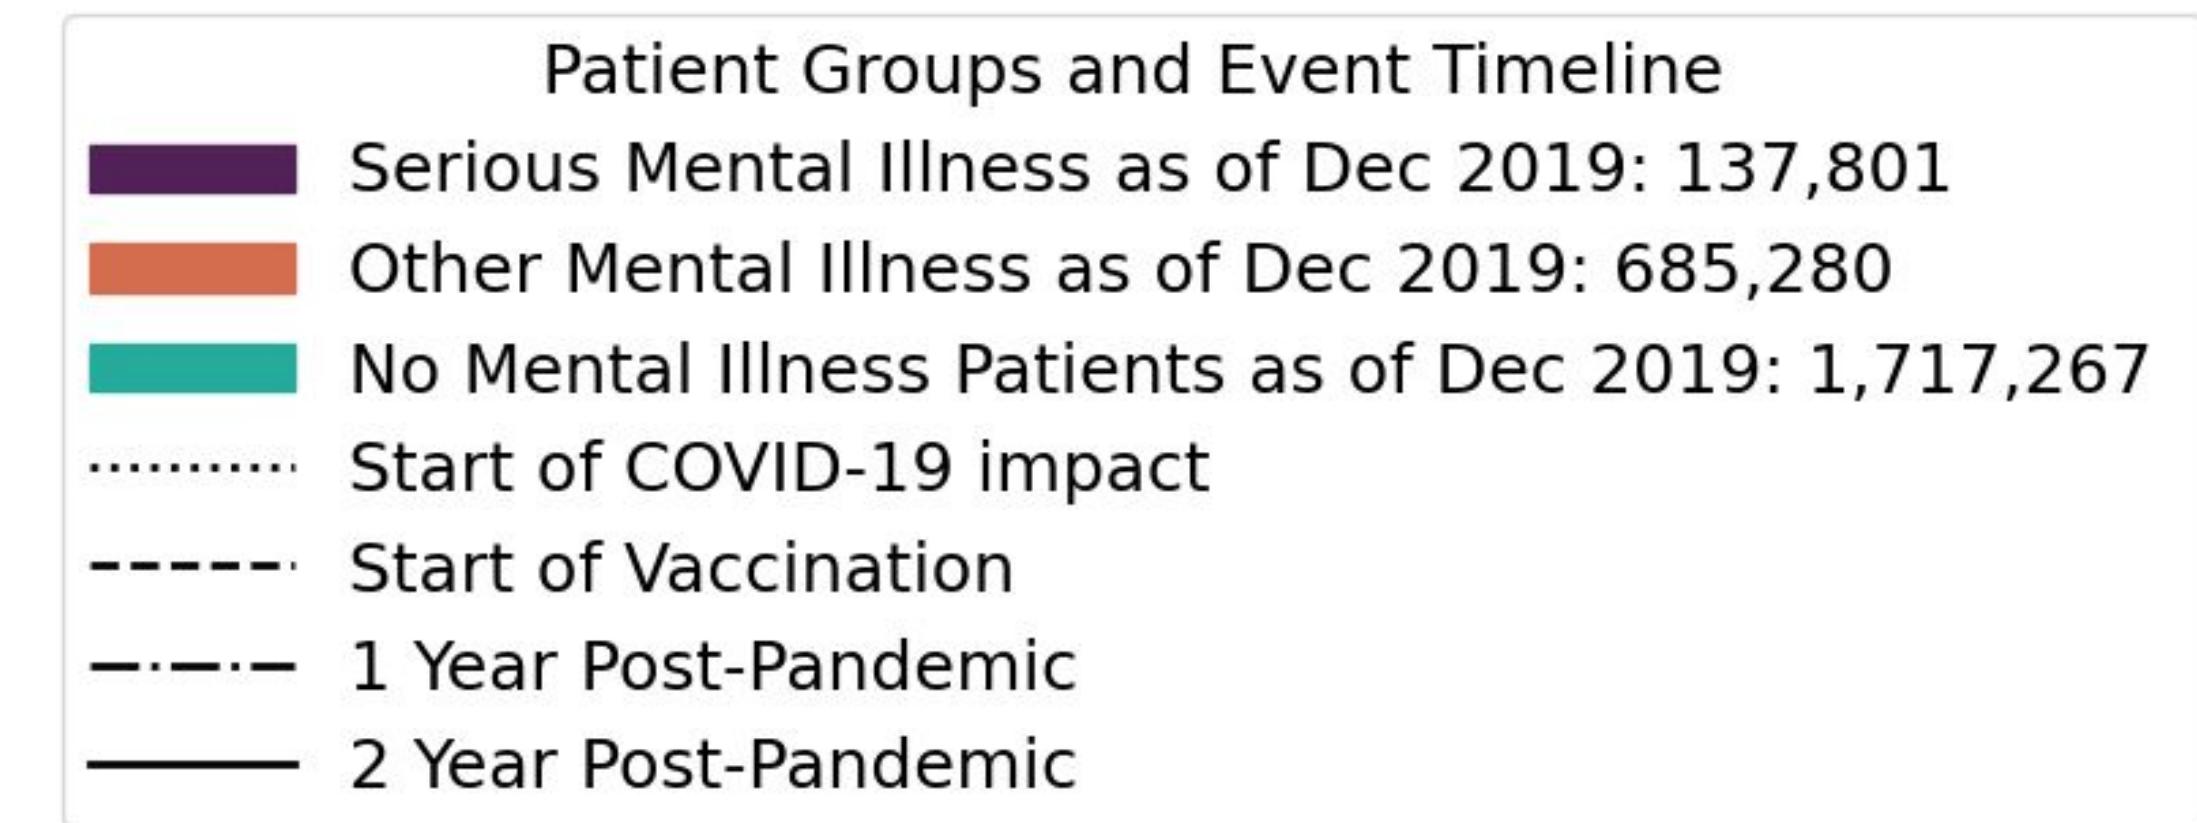 Patient Groups and Event Timeline
Serious Mental Illness as of Dec 2019: 137,801
Other Mental Illness as of Dec 2019: 685,280
No Mental Illness Patients as of Dec 2019: 1,717,267
Start of COVID-19 impact
Start of Vaccination
1 Year Post-Pandemic
2 Year Post-Pandemic